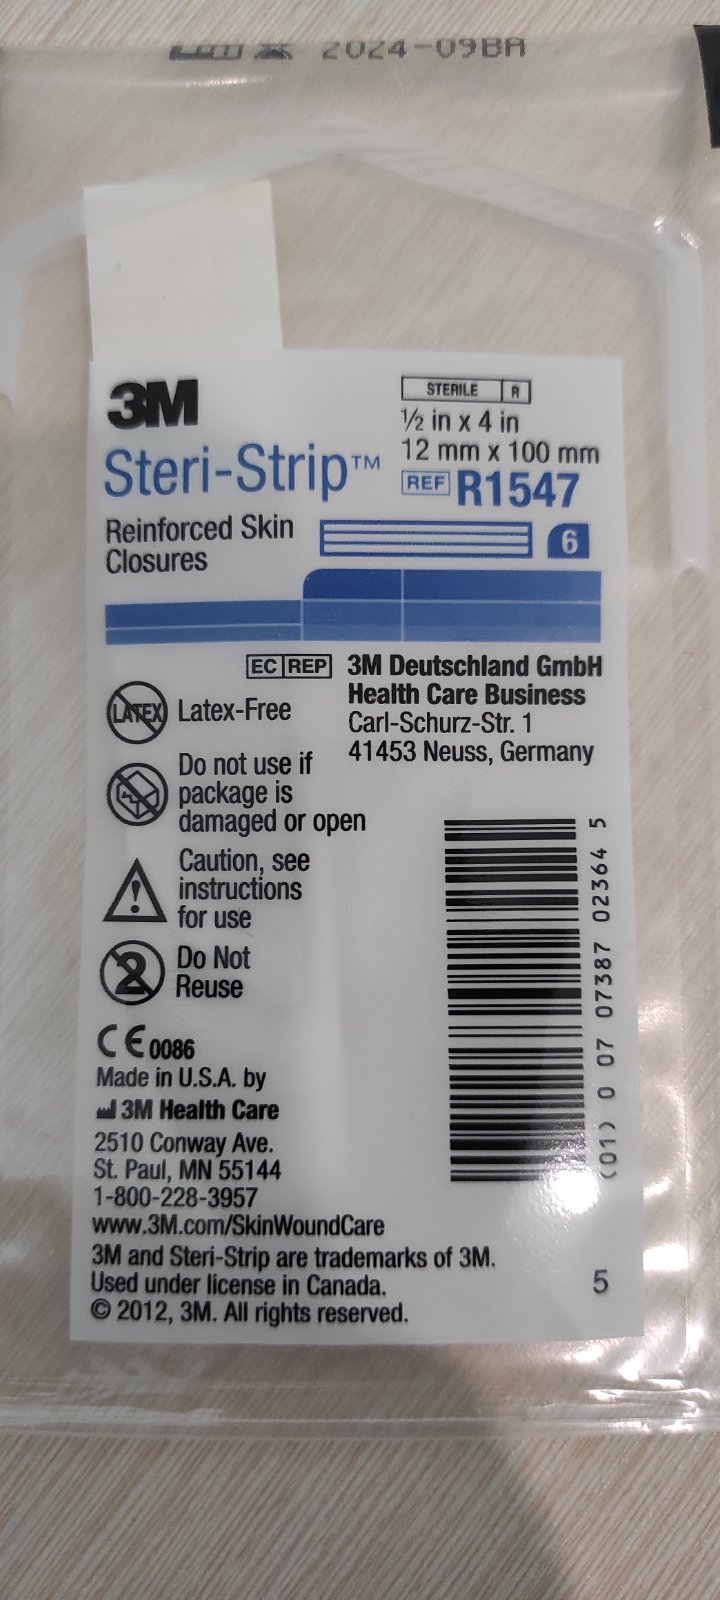 2024-09BA
3M
Steri-Strip™
Reinforced Skin
Closures
STERILE R
½ in x 4 in
12 mm x 100 mm
REF R1547
6
EC REP
3M Deutschland GmbH
Health Care Business
Carl-Schurz-Str. 1
41453 Neuss, Germany
LATEX Latex-Free
Do not use if
package is
damaged or open
Caution, see
instructions
for use
2 Do Not
Reuse
CE 0086
Made in U.S.A. by
3M Health Care
2510 Conway Ave.
St. Paul, MN 55144
1-800-228-3957
www.3M.com/SkinWoundCare
3M and Steri-Strip are trademarks of 3M.
Used under license in Canada.
© 2012, 3M. All rights reserved.
(01) 0 07 07387 02364 5
5